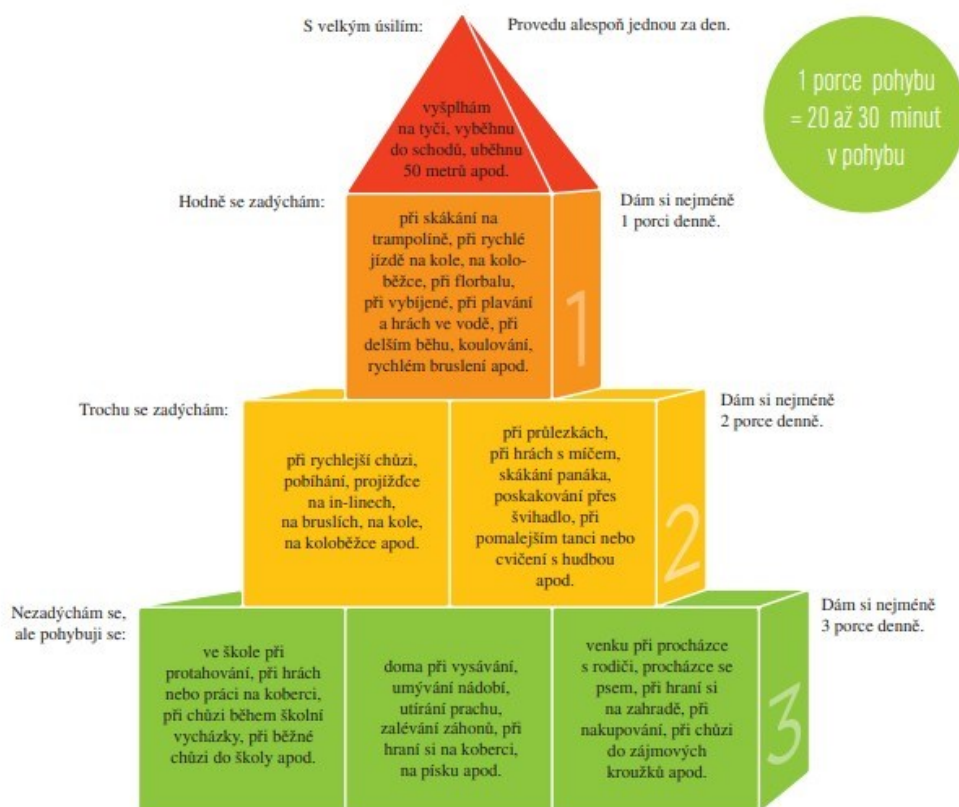 S velkým úsilím:
Provedu alespoň jednou za den.
1 porce pohybu
= 20 až 30 minut
v pohybu
vyšplhám
na tyči, vyběhnu
do schodů, uběhnu
50 metrů apod.
Hodně se zadýchám:
Dám si nejméně
1 porci denně.
při skákání na
trampolíně, při rychlé
jízdě na kole, na kolo-
běžce, při florbalu,
při vybíjené, při plavání
a hrách ve vodě, při
delším běhu, koulování,
rychlém bruslení apod.
1
Trochu se zadýchám:
Dám si nejméně
2 porce denně.
při rychlejší chůzi,
pobíhání, projížďce
na in-linech,
na bruslích, na kole,
na koloběžce apod.
při průlezkách,
při hrách s míčem,
skákání panáka,
poskakování přes
švihadlo, při
pomalejším tanci nebo
cvičení s hudbou
apod.
2
Nezadýchám se,
ale pohybuji se:
Dám si nejméně
3 porce denně.
ve škole při
protahování, při hrách
nebo práci na koberci,
při chůzi během školní
vycházky, při běžné
chůzi do školy apod.
doma při vysávání,
umývání nádobí,
utírání prachu,
zalévání záhonů, při
hraní si na koberci,
na písku apod.
venku při procházce
s rodiči, procházce se
psem, při hraní si
na zahradě, při
nakupování, při chůzi
do zájmových
kroužků apod.
3